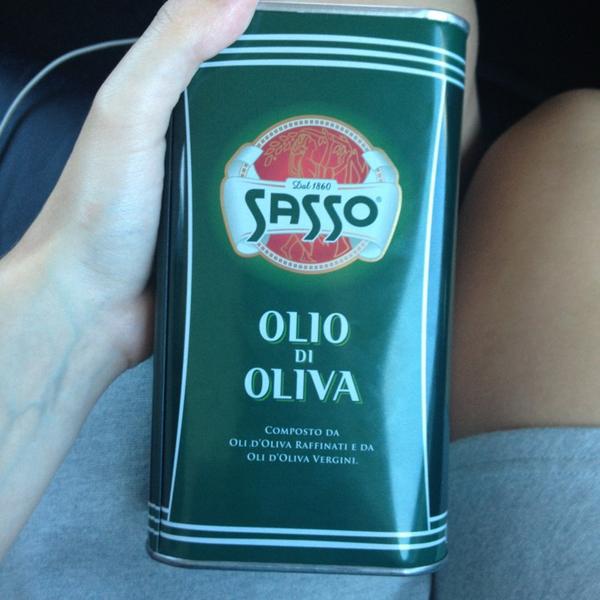 Dal 1860
SASSO®
OLIO
DI
OLIVA
COMPOSTO DA
OLI D'OLIVA RAFFINATI E DA
OLI D'OLIVA VERGINI.